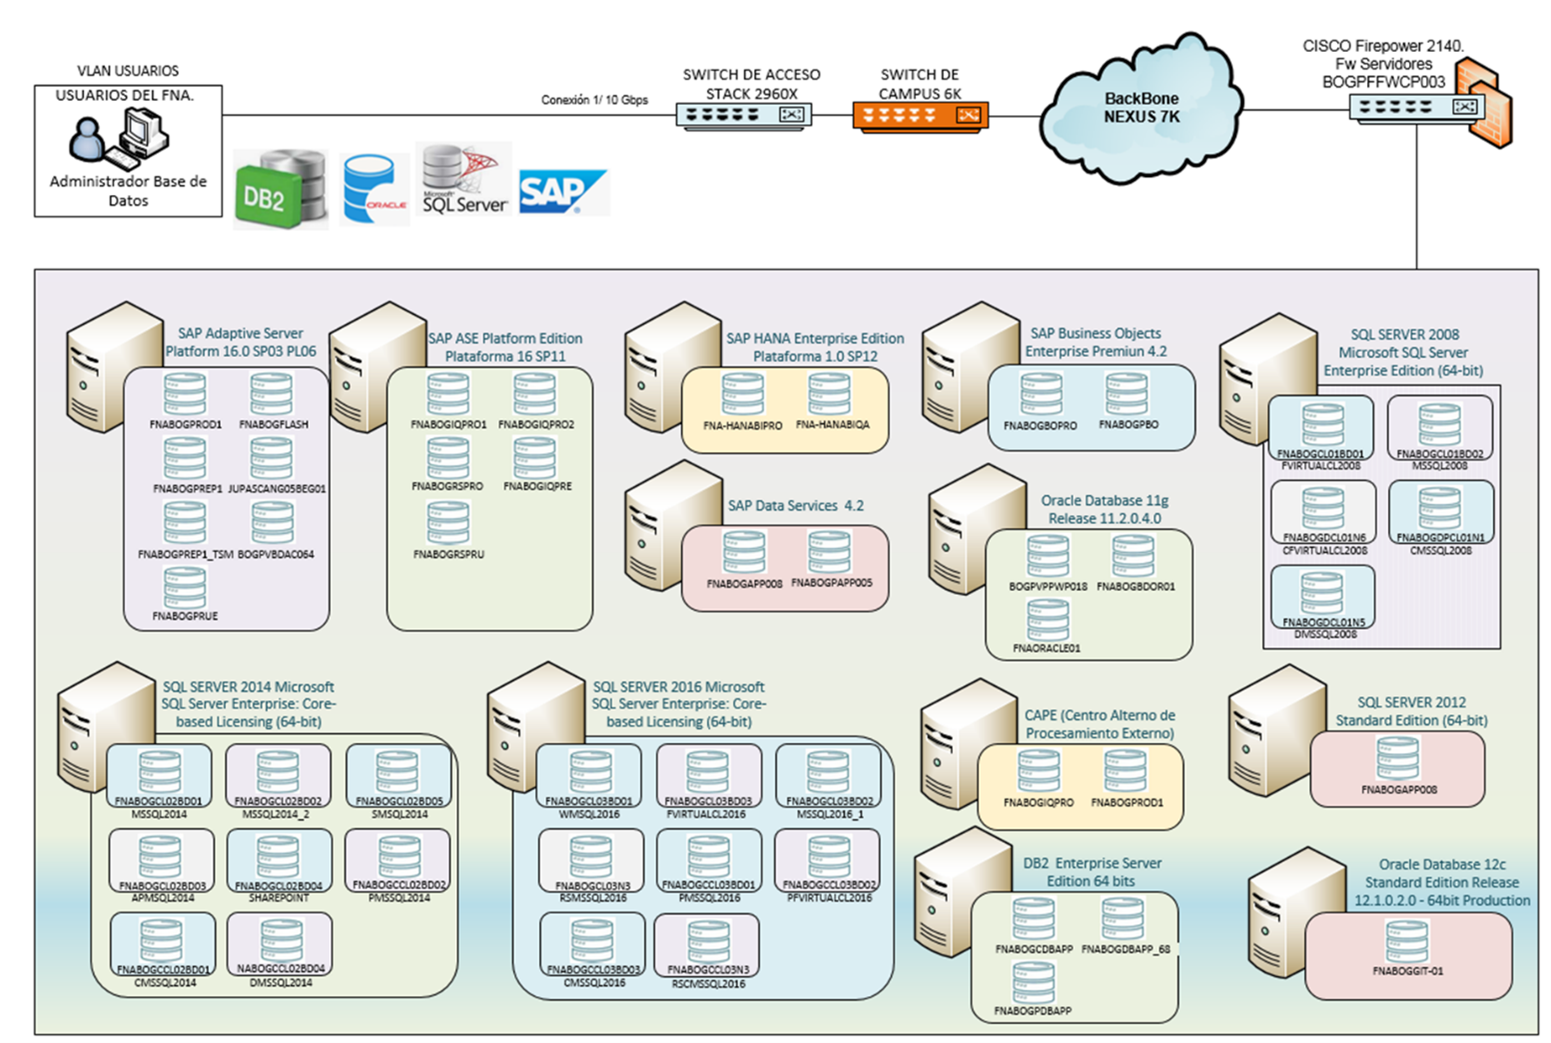 VLAN USUARIOS
USUARIOS DEL FNA.
Administrador Base de
Datos
Conexión 1/ 10 Gbps
DB2
ORACLE
Microsoft
SQL Server
SAP
SWITCH DE ACCESO
STACK 2960X
SWITCH DE
CAMPUS 6K
BackBone
NEXUS 7K
CISCO Firepower 2140.
Fw Servidores
BOGPFFWCP003
SAP Adaptive Server
Platform 16.0 SP03 PL06
FNABOGPROD1
FNABOGFLASH
FNABOGPREP1
JUPASCANG05BEG01
FNABOGPREP1_TSM
BOGPVBDAC064
FNABOGPRUE
SAP ASE Platform Edition
Plataforma 16 SP11
FNABOGIQPRO1
FNABOGIQPRO2
FNABOGRSPRO
FNABOGIQPRE
FNABOGRSPRU
SAP HANA Enterprise Edition
Plataforma 1.0 SP12
FNA-HANABIPRO
FNA-HANABIQA
SAP Data Services 4.2
FNABOGAPP008
FNABOGPAPP005
SAP Business Objects
Enterprise Premiun 4.2
FNABOGBOPRO
FNABOGPBO
Oracle Database 11g
Release 11.2.0.4.0
BOGPVPPWP018
FNABOGBDOR01
FNAORACLE01
SQL SERVER 2008
Microsoft SQL Server
Enterprise Edition (64-bit)
FNABOGCL01BD01
FVIRTUALCL2008
FNABOGCL01BD02
MSSQL2008
FNABOGDCL01N6
CFVIRTUALCL2008
FNABOGDPCL01N1
CMSSQL2008
FNABOGDCL01N5
DMSSQL2008
SQL SERVER 2014 Microsoft
SQL Server Enterprise: Core-
based Licensing (64-bit)
FNABOGCL02BD01
MSSQL2014
FNABOGCL02BD02
MSSQL2014_2
FNABOGCL02BD05
SMSQL2014
FNABOGCL02BD03
APMSQL2014
FNABOGCL02BD04
SHAREPOINT
FNABOGCCL02BD02
PMSSQL2014
FNABOGCCL02BD01
CMSSQL2014
NABOGCCL02BD04
DMSSQL2014
SQL SERVER 2016 Microsoft
SQL Server Enterprise: Core-
based Licensing (64-bit)
FNABOGCL03BD01
WMSQL2016
FNABOGCL03BD03
FVIRTUALCL2016
FNABOGCL03BD02
MSSQL2016_1
FNABOGCL03N3
RSMSSQL2016
FNABOGCCL03BD01
PMSSQL2016
FNABOGCCL03BD02
PFVIRTUALCL2016
FNABOGCCL03BD03
CMSSQL2016
FNABOGCCL03N3
RSCMSSQL2016
CAPE (Centro Alterno de
Procesamiento Externo)
FNABOGIQPRO
FNABOGPROD1
DB2 Enterprise Server
Edition 64 bits
FNABOGCDBAPP
FNABOGDBAPP_68
FNABOGPDBAPP
SQL SERVER 2012
Standard Edition (64-bit)
FNABOGAPP008
Oracle Database 12c
Standard Edition Release
12.1.0.2.0 - 64bit Production
FNABOGGIT-01